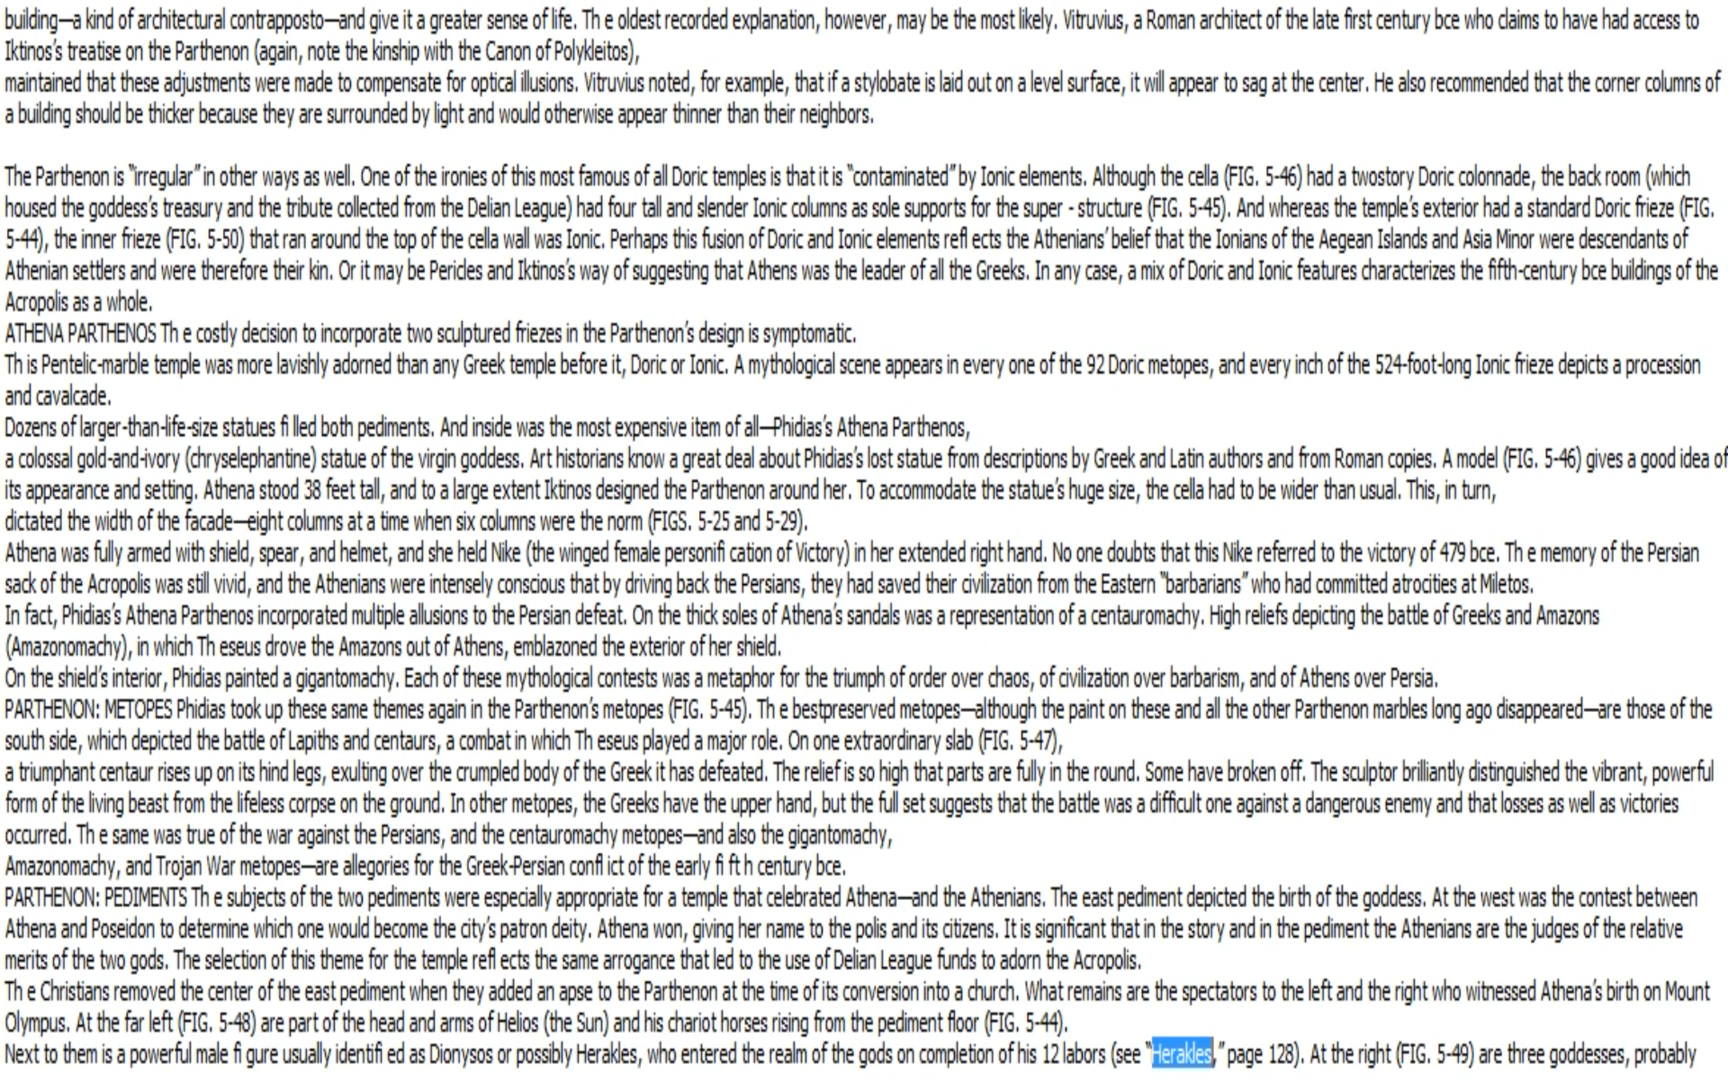 building—a kind of architectural contrapposto—and give it a greater sense of life. Th e oldest recorded explanation, however, may be the most likely. Vitruvius, a Roman architect of the late first century bce who claims to have had access to
Iktinos’s treatise on the Parthenon (again, note the kinship with the Canon of Polykleitos),
maintained that these adjustments were made to compensate for optical illusions. Vitruvius noted, for example, that if a stylobate is laid out on a level surface, it will appear to sag at the center. He also recommended that the corner columns of
a building should be thicker because they are surrounded by light and would otherwise appear thinner than their neighbors.
The Parthenon is “irregular” in other ways as well. One of the ironies of this most famous of all Doric temples is that it is “contaminated” by Ionic elements. Although the cella (FIG. 5-46) had a twostory Doric colonnade, the back room (which
housed the goddess’s treasury and the tribute collected from the Delian League) had four tall and slender Ionic columns as sole supports for the super - structure (FIG. 5-45). And whereas the temple’s exterior had a standard Doric frieze (FIG.
5-44), the inner frieze (FIG. 5-50) that ran around the top of the cella wall was Ionic. Perhaps this fusion of Doric and Ionic elements refl ects the Athenians’ belief that the Ionians of the Aegean Islands and Asia Minor were descendants of
Athenian settlers and were therefore their kin. Or it may be Pericles and Iktinos’s way of suggesting that Athens was the leader of all the Greeks. In any case, a mix of Doric and Ionic features characterizes the fifth-century bce buildings of the
Acropolis as a whole.
ATHENA PARTHENOS Th e costly decision to incorporate two sculptured friezes in the Parthenon’s design is symptomatic.
Th is Pentelic-marble temple was more lavishly adorned than any Greek temple before it, Doric or Ionic. A mythological scene appears in every one of the 92 Doric metopes, and every inch of the 524-foot-long Ionic frieze depicts a procession
and cavalcade.
Dozens of larger-than-life-size statues fi lled both pediments. And inside was the most expensive item of all—Phidias’s Athena Parthenos,
a colossal gold-and-ivory (chryselephantine) statue of the virgin goddess. Art historians know a great deal about Phidias’s lost statue from descriptions by Greek and Latin authors and from Roman copies. A model (FIG. 5-46) gives a good idea of
its appearance and setting. Athena stood 38 feet tall, and to a large extent Iktinos designed the Parthenon around her. To accommodate the statue’s huge size, the cella had to be wider than usual. This, in turn,
dictated the width of the facade—eight columns at a time when six columns were the norm (FIGS. 5-25 and 5-29).
Athena was fully armed with shield, spear, and helmet, and she held Nike (the winged female personifi cation of Victory) in her extended right hand. No one doubts that this Nike referred to the victory of 479 bce. Th e memory of the Persian
sack of the Acropolis was still vivid, and the Athenians were intensely conscious that by driving back the Persians, they had saved their civilization from the Eastern “barbarians” who had committed atrocities at Miletos.
In fact, Phidias’s Athena Parthenos incorporated multiple allusions to the Persian defeat. On the thick soles of Athena’s sandals was a representation of a centauromachy. High reliefs depicting the battle of Greeks and Amazons
(Amazonomachy), in which Th eseus drove the Amazons out of Athens, emblazoned the exterior of her shield.
On the shield’s interior, Phidias painted a gigantomachy. Each of these mythological contests was a metaphor for the triumph of order over chaos, of civilization over barbarism, and of Athens over Persia.
PARTHENON: METOPES Phidias took up these same themes again in the Parthenon’s metopes (FIG. 5-45). Th e bestpreserved metopes—although the paint on these and all the other Parthenon marbles long ago disappeared—are those of the
south side, which depicted the battle of Lapiths and centaurs, a combat in which Th eseus played a major role. On one extraordinary slab (FIG. 5-47),
a triumphant centaur rises up on its hind legs, exulting over the crumpled body of the Greek it has defeated. The relief is so high that parts are fully in the round. Some have broken off. The sculptor brilliantly distinguished the vibrant, powerful
form of the living beast from the lifeless corpse on the ground. In other metopes, the Greeks have the upper hand, but the full set suggests that the battle was a difficult one against a dangerous enemy and that losses as well as victories
occurred. Th e same was true of the war against the Persians, and the centauromachy metopes—and also the gigantomachy,
Amazonomachy, and Trojan War metopes—are allegories for the Greek-Persian confl ict of the early fi ft h century bce.
PARTHENON: PEDIMENTS Th e subjects of the two pediments were especially appropriate for a temple that celebrated Athena—and the Athenians. The east pediment depicted the birth of the goddess. At the west was the contest between
Athena and Poseidon to determine which one would become the city’s patron deity. Athena won, giving her name to the polis and its citizens. It is significant that in the story and in the pediment the Athenians are the judges of the relative
merits of the two gods. The selection of this theme for the temple refl ects the same arrogance that led to the use of Delian League funds to adorn the Acropolis.
Th e Christians removed the center of the east pediment when they added an apse to the Parthenon at the time of its conversion into a church. What remains are the spectators to the left and the right who witnessed Athena’s birth on Mount
Olympus. At the far left (FIG. 5-48) are part of the head and arms of Helios (the Sun) and his chariot horses rising from the pediment floor (FIG. 5-44).
Next to them is a powerful male fi gure usually identifi ed as Dionysos or possibly Herakles, who entered the realm of the gods on completion of his 12 labors (see “Herakles,” page 128). At the right (FIG. 5-49) are three goddesses, probably